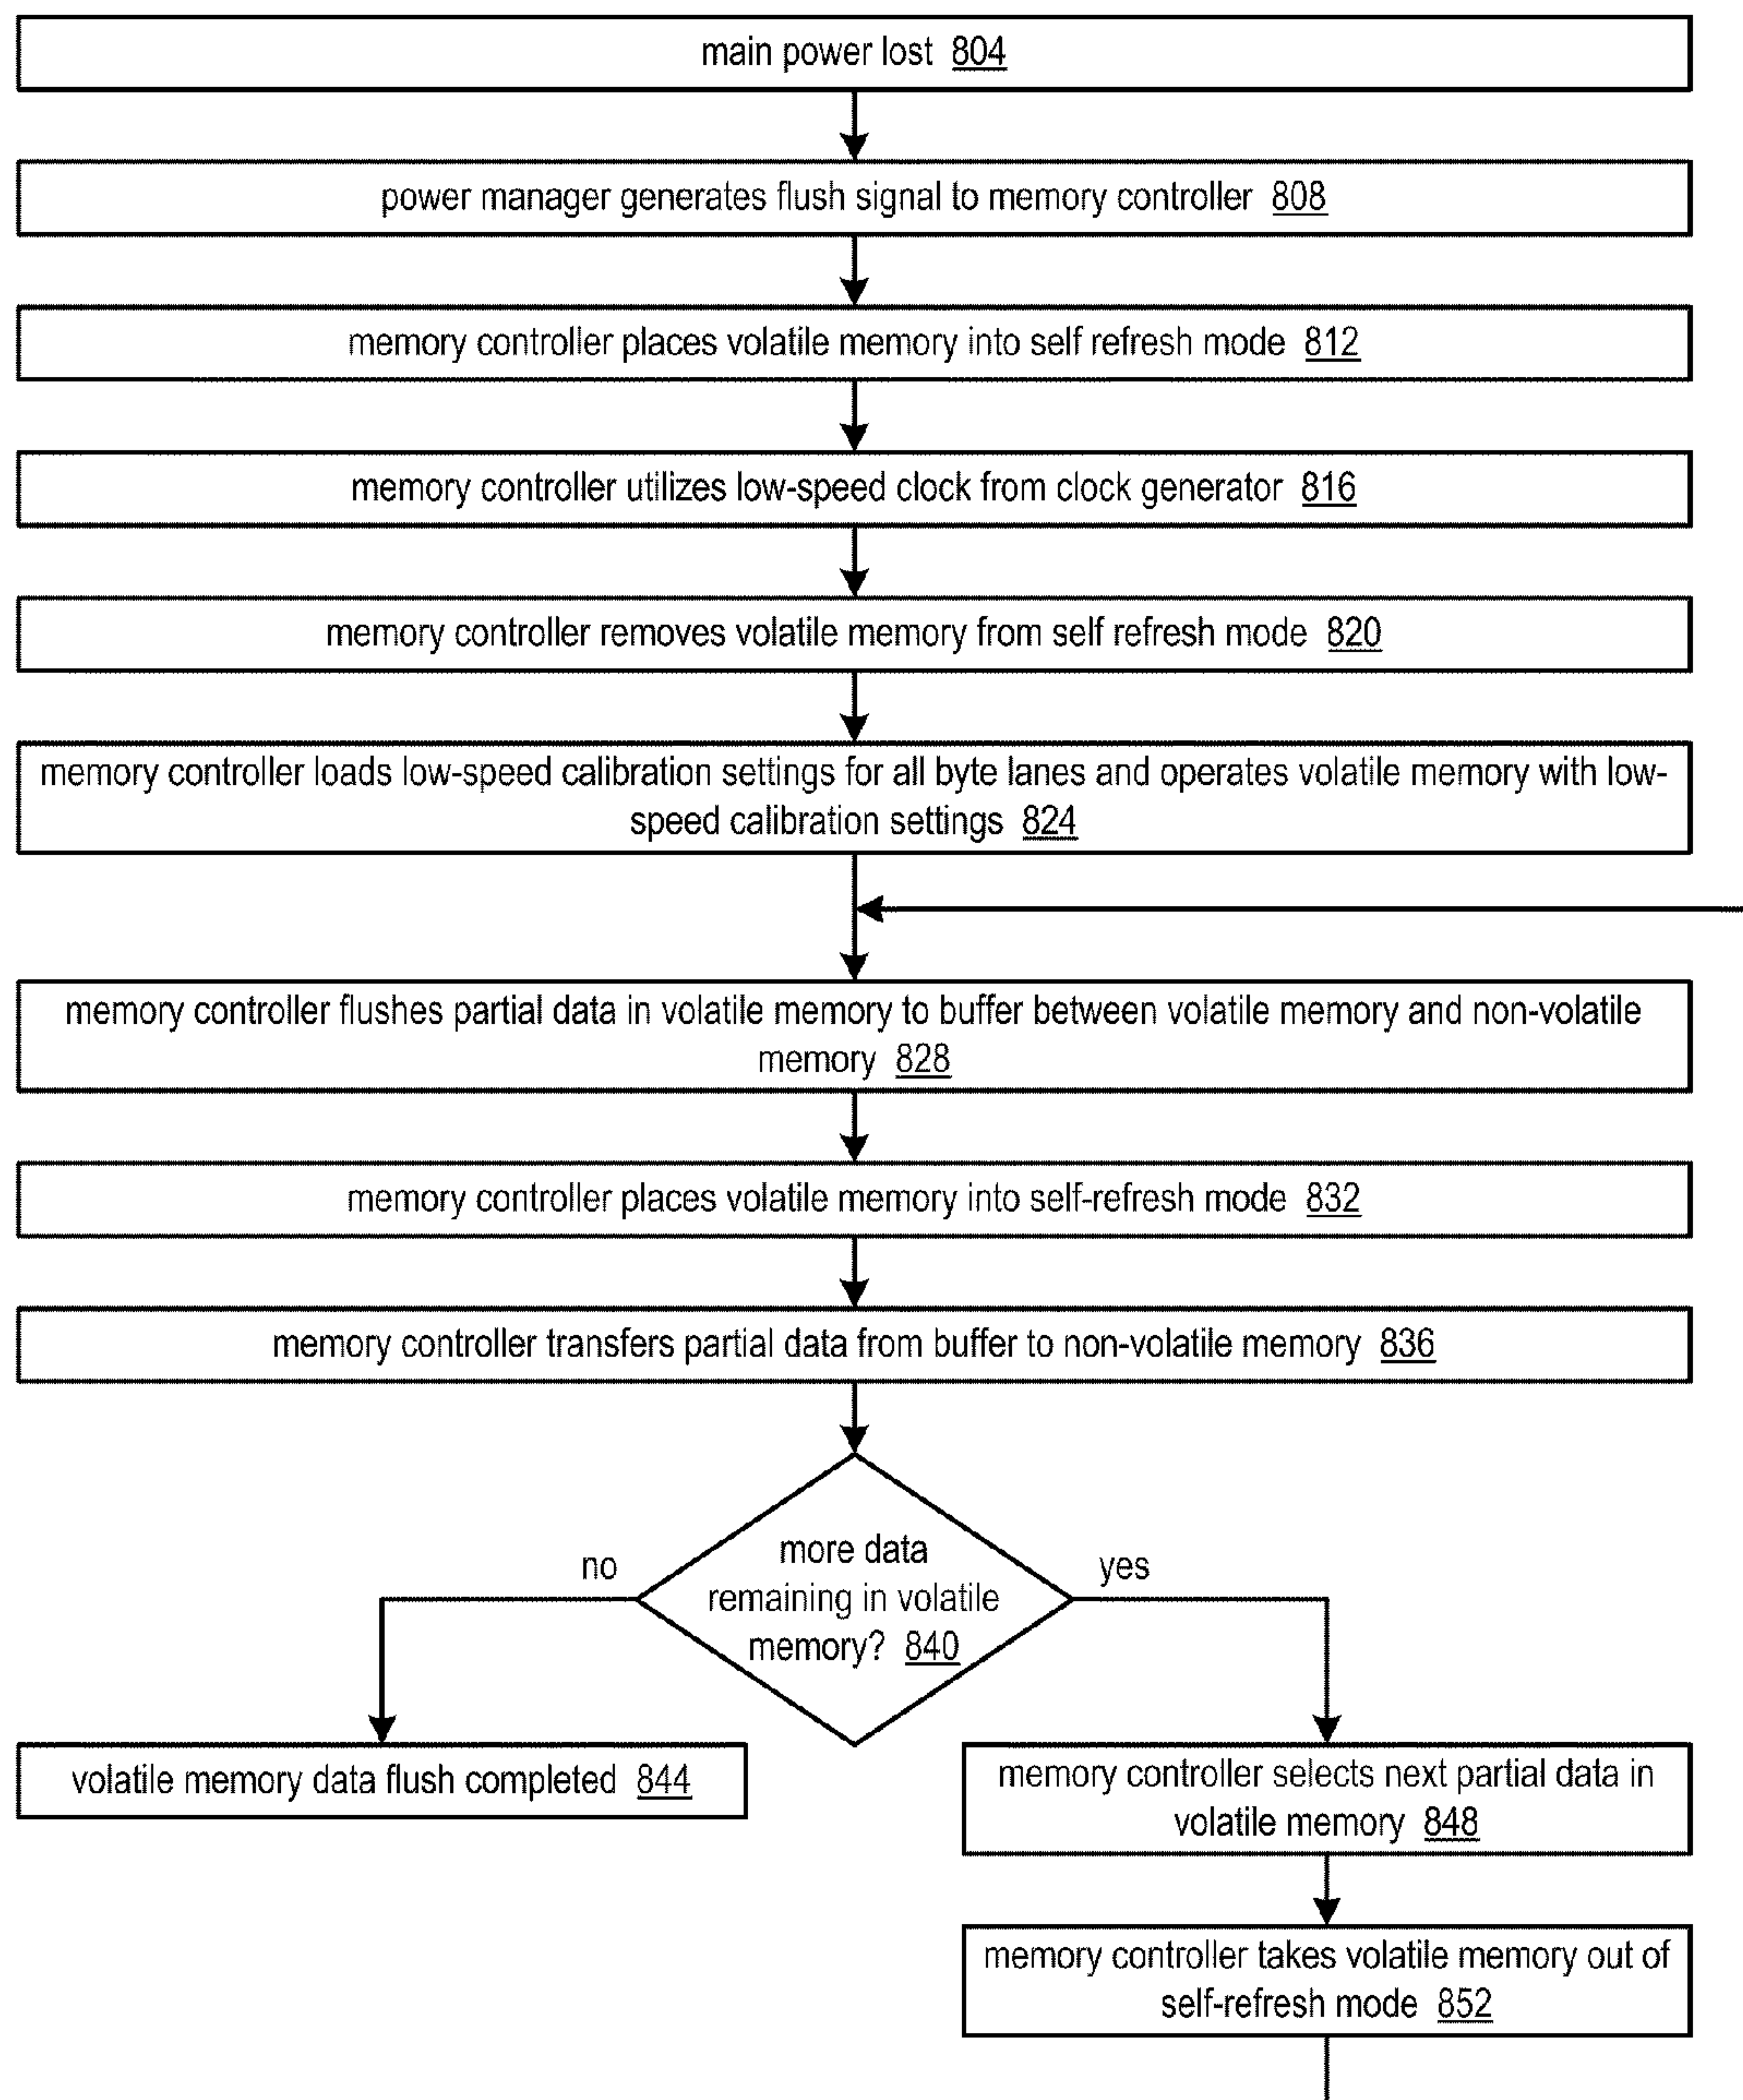 main power lost 804
power manager generates flush signal to memory controller 808
memory controller places volatile memory into self refresh mode 812
memory controller utilizes low-speed clock from clock generator 816
memory controller removes volatile memory from self refresh mode 820
memory controller loads low-speed calibration settings for all byte lanes and operates volatile memory with low-
speed calibration settings 824
memory controller flushes partial data in volatile memory to buffer between volatile memory and non-volatile
memory 828
memory controller places volatile memory into self-refresh mode 832
memory controller transfers partial data from buffer to non-volatile memory 836
more data
remaining in volatile
memory? 840
no
yes
volatile memory data flush completed 844
memory controller selects next partial data in
volatile memory 848
memory controller takes volatile memory out of
self-refresh mode 852